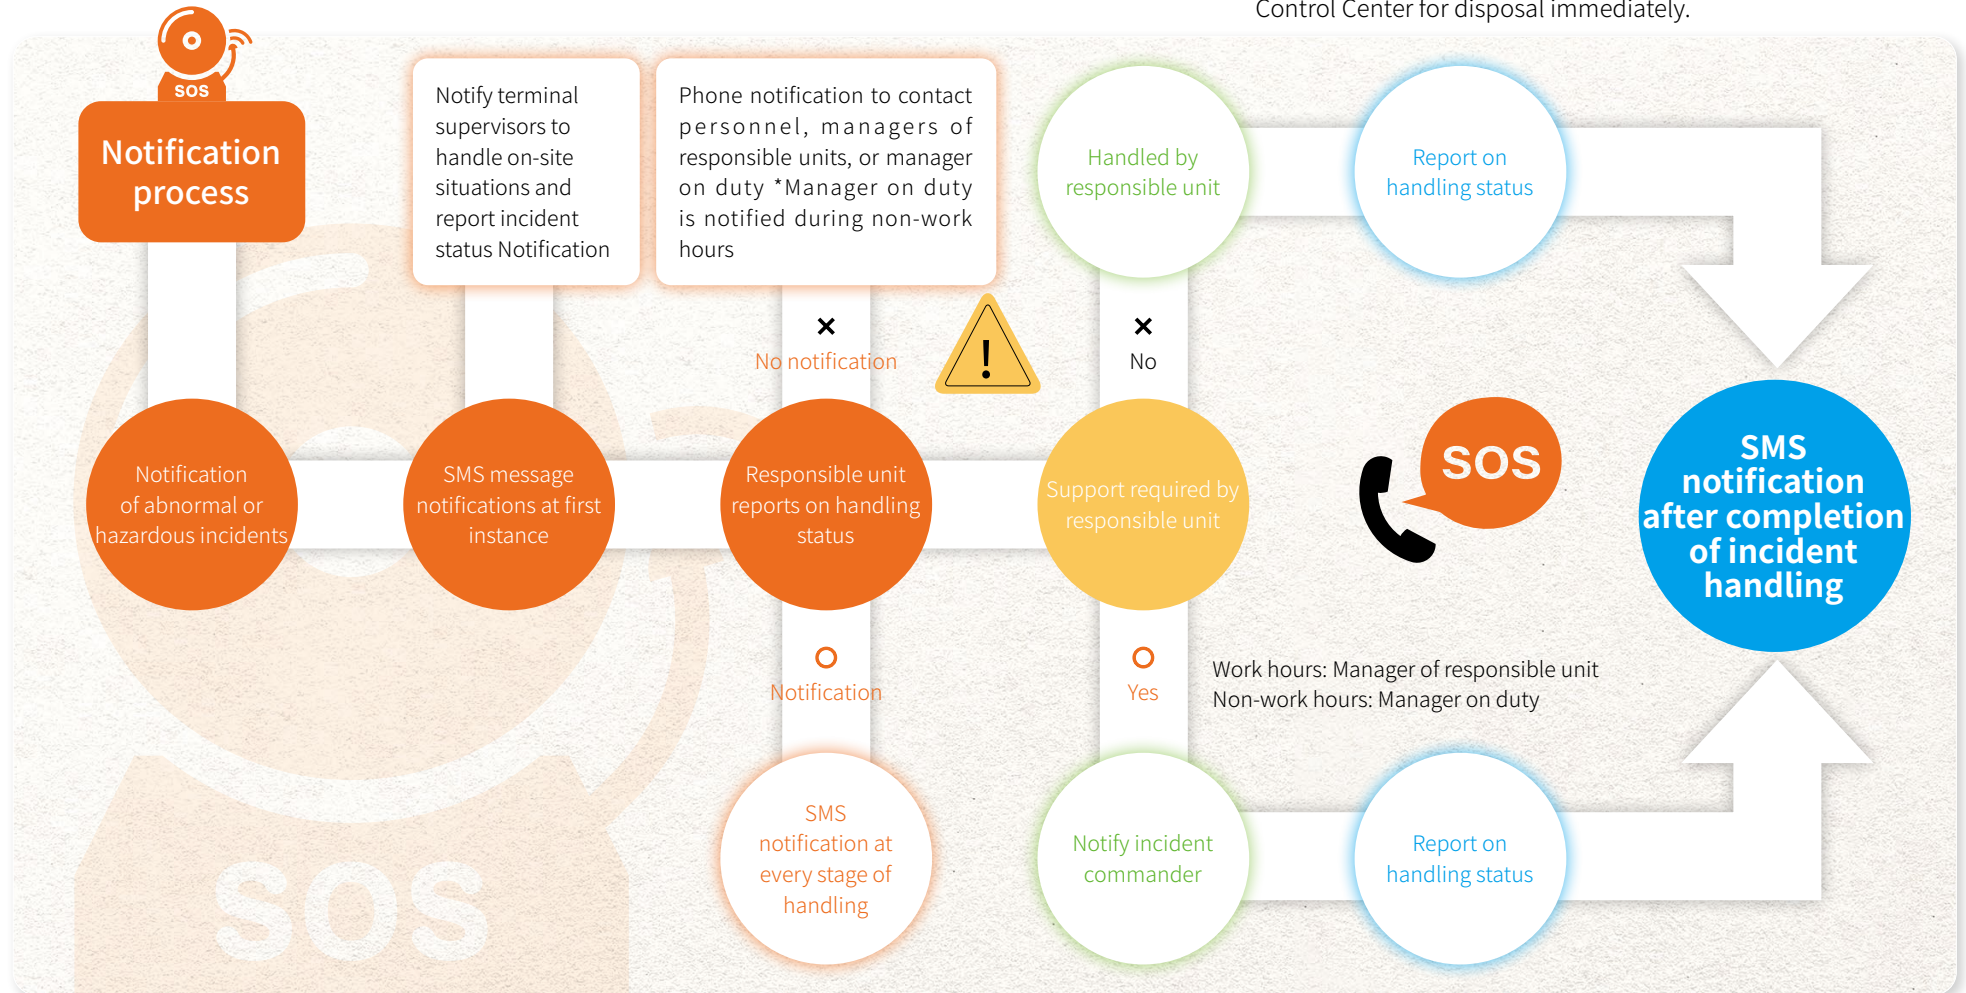 Control Center for disposal immediately.
SOS
Notification
process
Notify terminal
supervisors to
handle on-site
situations and
report incident
status Notification
Phone notification to contact
personnel, managers of
responsible units, or manager
on duty *Manager on duty
is notified during non-work
hours
Handled by
responsible unit
Report on
handling status
No notification
No
Notification
of abnormal or
hazardous incidents
SMS message
notifications at first
instance
Responsible unit
reports on handling
status
Support required by
responsible unit
SOS
SMS
notification
after completion
of incident
handling
Notification
Yes
Work hours: Manager of responsible unit
Non-work hours: Manager on duty
SMS
notification at
every stage of
handling
Notify incident
commander
Report on
handling status
SOS